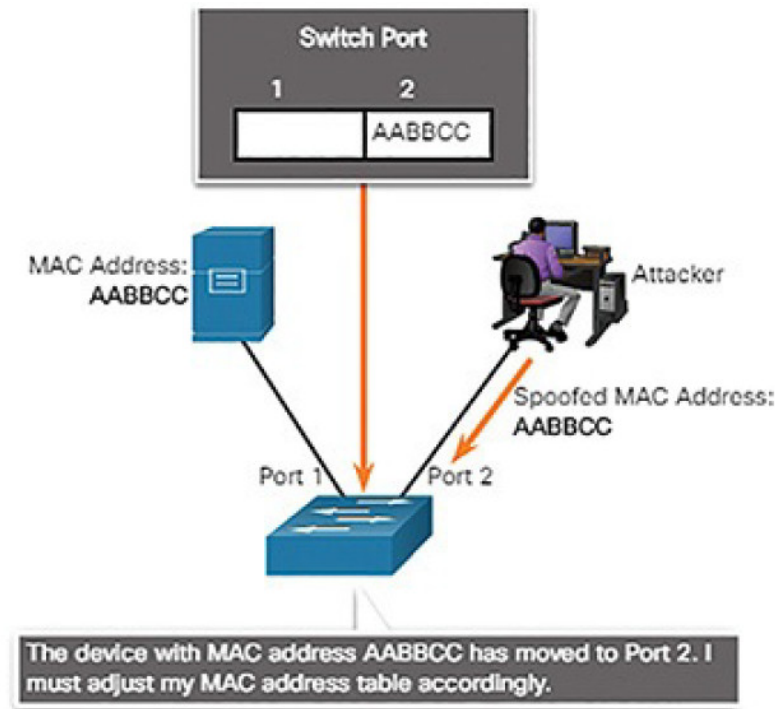 Switch Port
1 2
AABBCC
MAC Address:
AABBCC
Attacker
Spoofed MAC Address:
AABBCC
Port 1
Port 2
The device with MAC address AABBCC has moved to Port 2. I
must adjust my MAC address table accordingly.